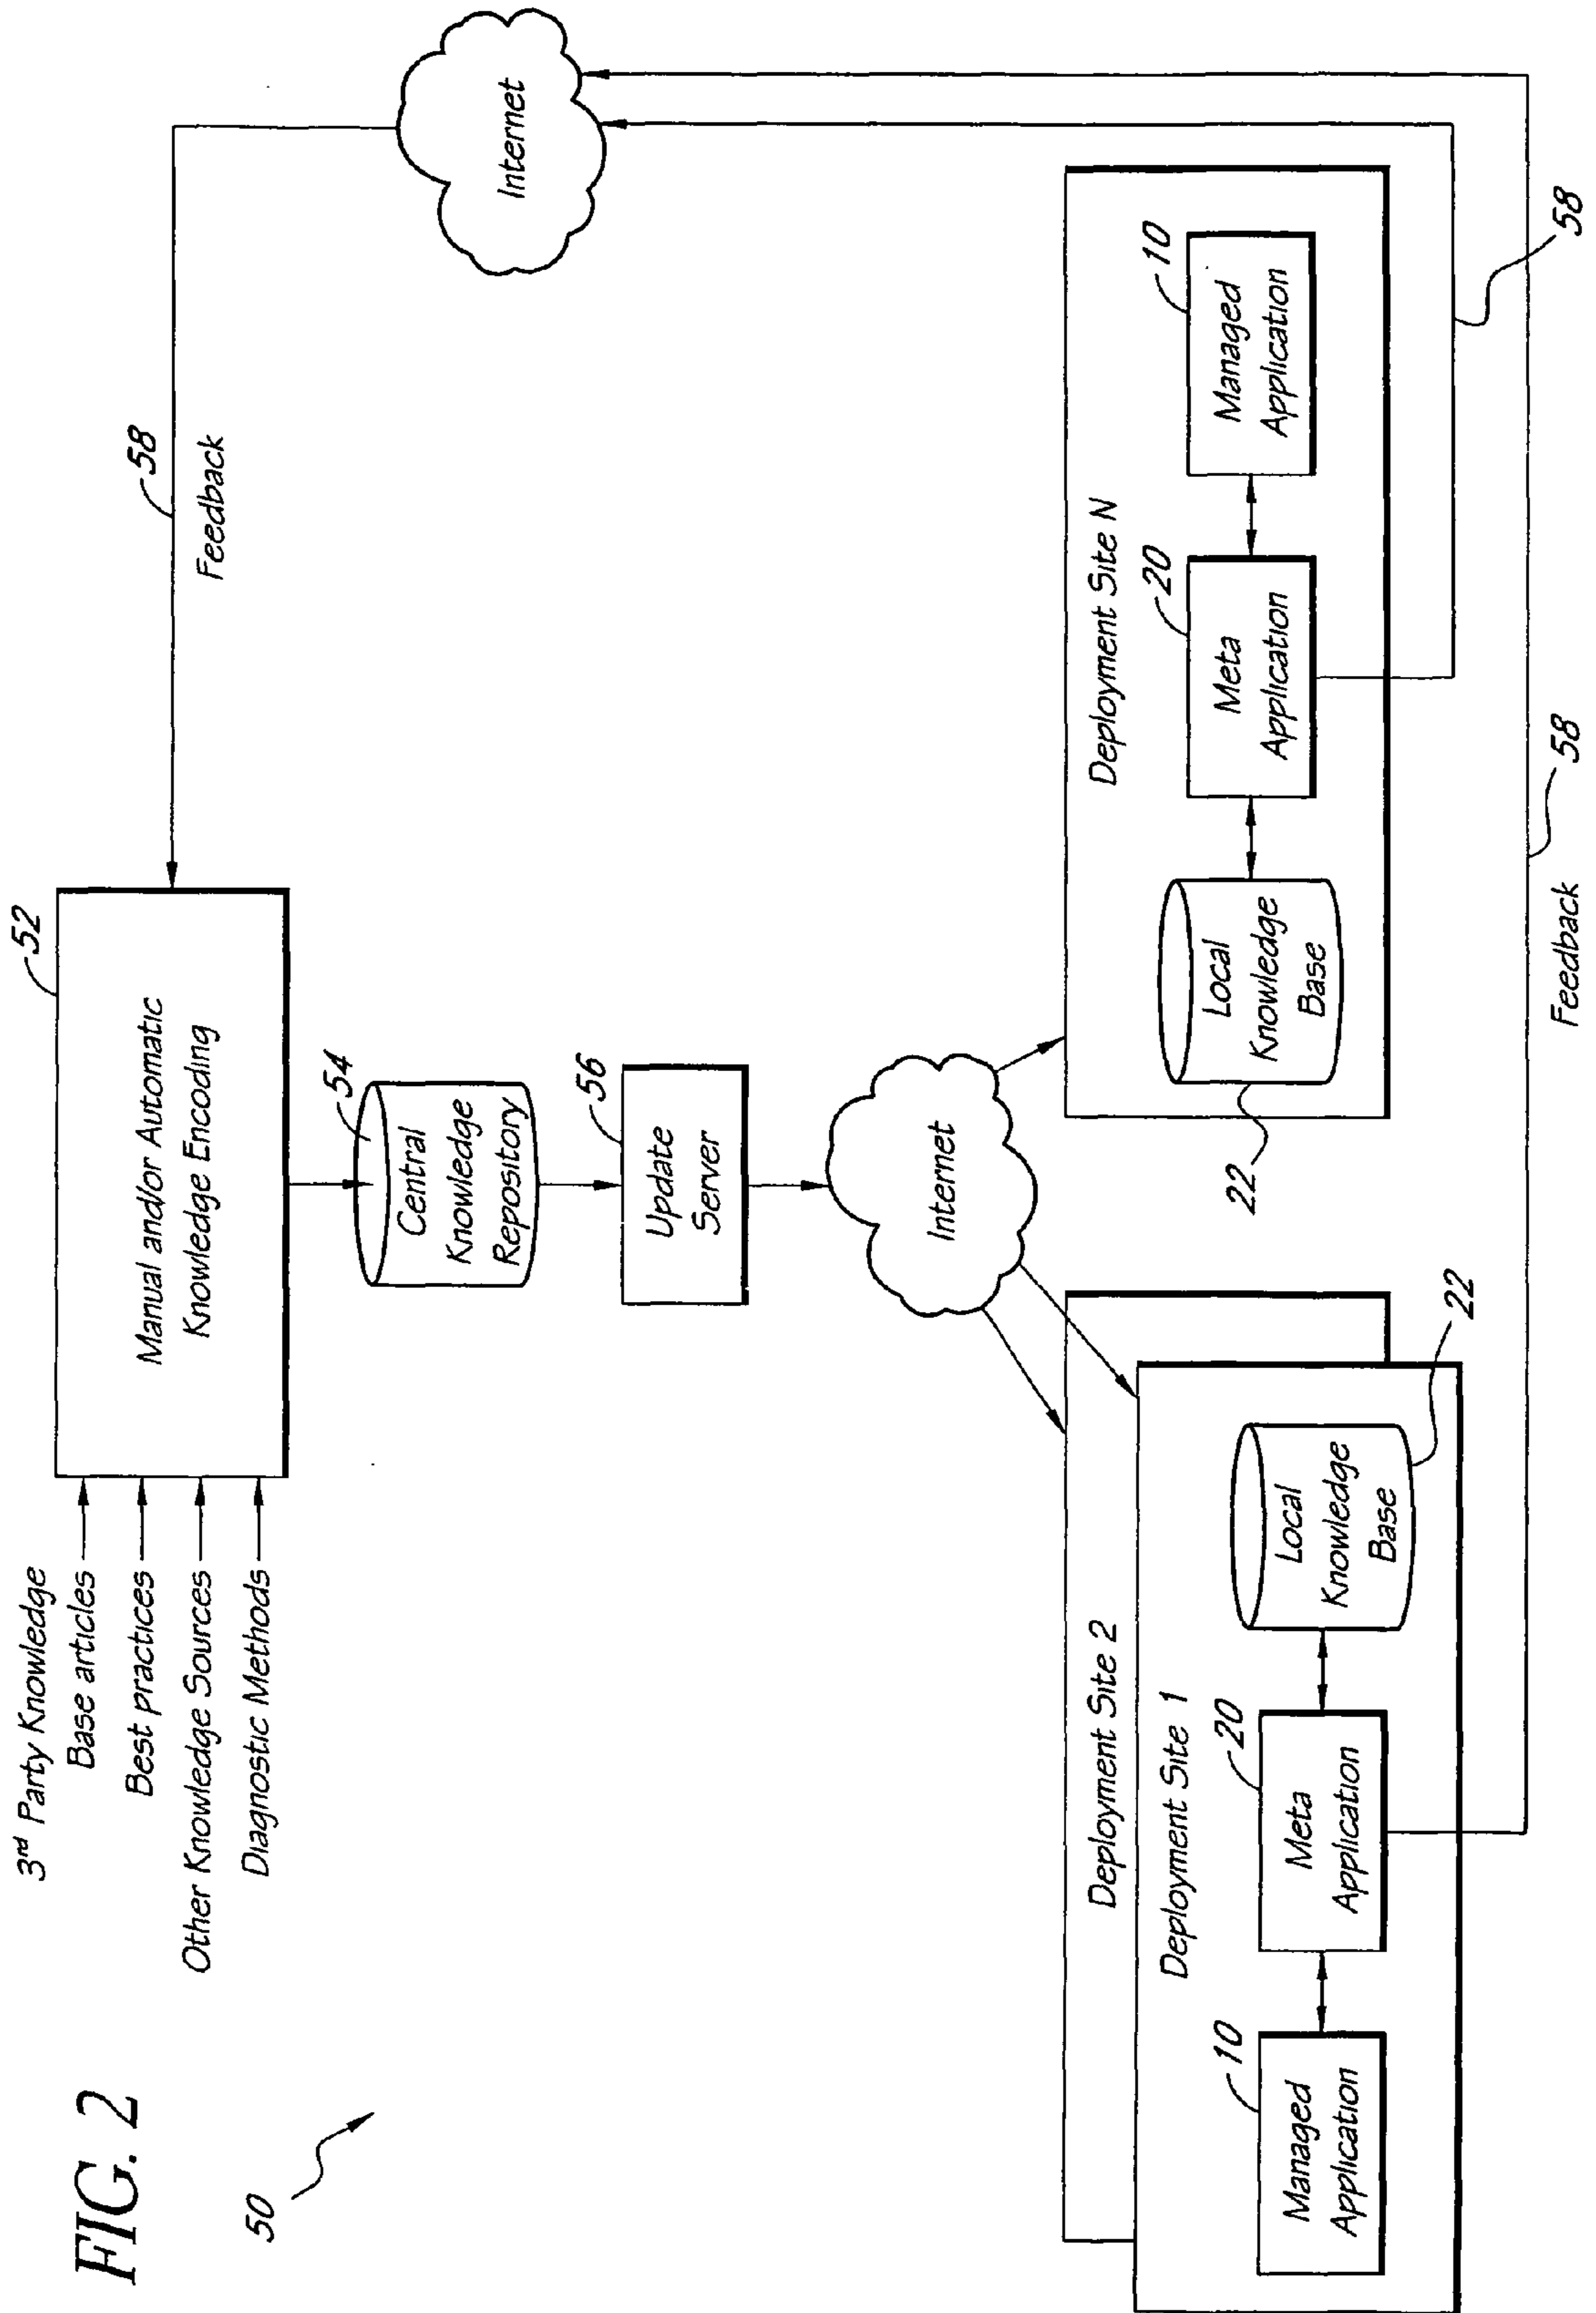 FIG. 2
50
3rd Party Knowledge
Base articles
Best practices
Other Knowledge Sources
Diagnostic Methods
52
Manual and/or Automatic
Knowledge Encoding
58
Feedback
Internet
54
Central
Knowledge
Repository
56
Update
Server
Internet
Deployment Site 2
Deployment Site 1
10
Managed
Application
20
Meta
Application
Local
Knowledge
Base
22
Deployment Site N
22
Local
Knowledge
Base
20
Meta
Application
10
Managed
Application
58
Feedback
58